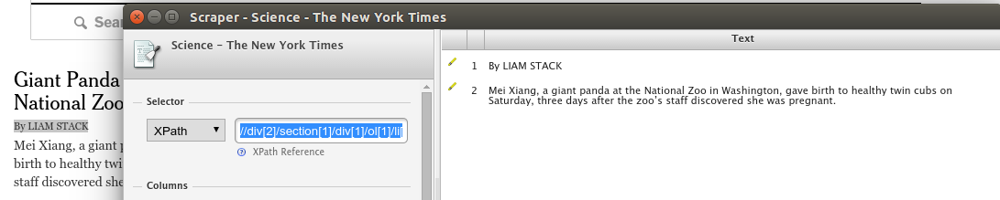 Scraper - Science - The New York Times
Sear
Science - The New York Times
Text
1 By LIAM STACK
2 Mei Xiang, a giant panda at the National Zoo in Washington, gave birth to healthy twin cubs on
Saturday, three days after the zoo's staff discovered she was pregnant.
Giant Panda
National Zoo
By LIAM STACK
Mei Xiang, a giant
birth to healthy twi
staff discovered she
Selector
XPath
//div[2]/section[1]/div[1]/ol[1]/li[
XPath Reference
Columns